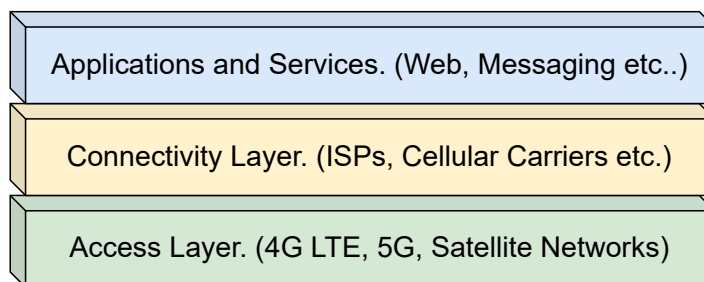 Applications and Services. (Web, Messaging etc..)
Connectivity Layer. (ISPs, Cellular Carriers etc.)
Access Layer. (4G LTE, 5G, Satellite Networks)